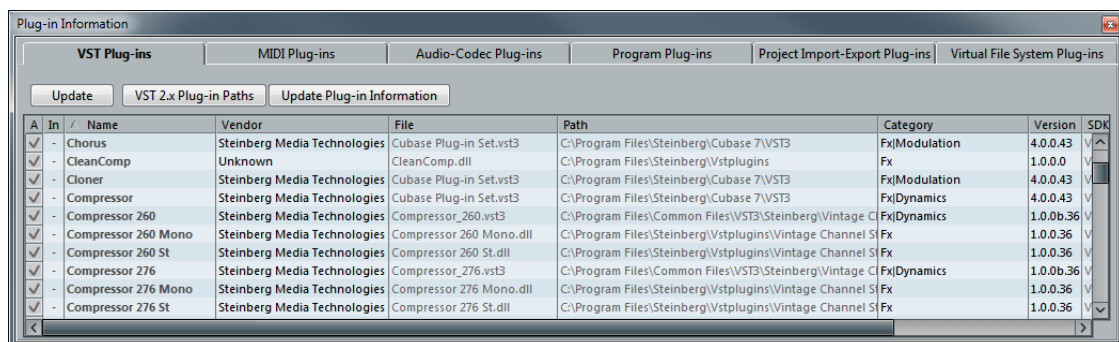 Plug-in Information
VST Plug-ins MIDI Plug-ins Audio-Codec Plug-ins Program Plug-ins Project Import-Export Plug-ins Virtual File System Plug-ins
Update VST 2.x Plug-in Paths Update Plug-in Information
A In Name Vendor File Path Category Version SDK
- Chorus Steinberg Media Technologies Cubase Plug-in Set.vst3 C:\Program Files\Steinberg\Cubase 7\VST3 Fx|Modulation 4.0.0.43 V
- CleanComp Unknown CleanComp.dll C:\Program Files\Steinberg\Vstplugins Fx 1.0.0.0 V
- Cloner Steinberg Media Technologies Cubase Plug-in Set.vst3 C:\Program Files\Steinberg\Cubase 7\VST3 Fx|Modulation 4.0.0.43 V
- Compressor Steinberg Media Technologies Cubase Plug-in Set.vst3 C:\Program Files\Steinberg\Cubase 7\VST3 Fx|Dynamics 4.0.0.43 V
- Compressor 260 Steinberg Media Technologies Compressor_260.vst3 C:\Program Files\Common Files\VST3\Steinberg\Vintage Cl Fx|Dynamics 1.0.0b.36 V
- Compressor 260 Mono Steinberg Media Technologies Compressor 260 Mono.dll C:\Program Files\Steinberg\Vstplugins\Vintage Channel St Fx 1.0.0.36 V
- Compressor 260 St Steinberg Media Technologies Compressor 260 St.dll C:\Program Files\Steinberg\Vstplugins\Vintage Channel St Fx 1.0.0.36 V
- Compressor 276 Steinberg Media Technologies Compressor_276.vst3 C:\Program Files\Common Files\VST3\Steinberg\Vintage Cl Fx|Dynamics 1.0.0b.36 V
- Compressor 276 Mono Steinberg Media Technologies Compressor 276 Mono.dll C:\Program Files\Steinberg\Vstplugins\Vintage Channel St Fx 1.0.0.36 V
- Compressor 276 St Steinberg Media Technologies Compressor 276 St.dll C:\Program Files\Steinberg\Vstplugins\Vintage Channel St Fx 1.0.0.36 V